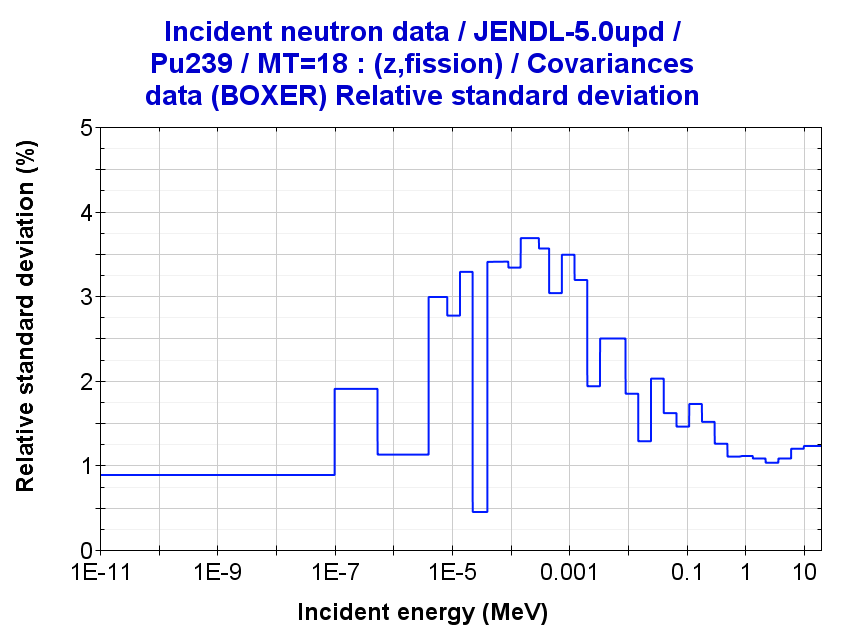 Incident neutron data / JENDL-5.0upd /
Pu239 / MT=18 : (z,fission) / Covariances
data (BOXER) Relative standard deviation
Relative standard deviation (%)
5
4
3
2
1
0
1E-11 1E-9 1E-7 1E-5 0.001 0.1 1 10
Incident energy (MeV)